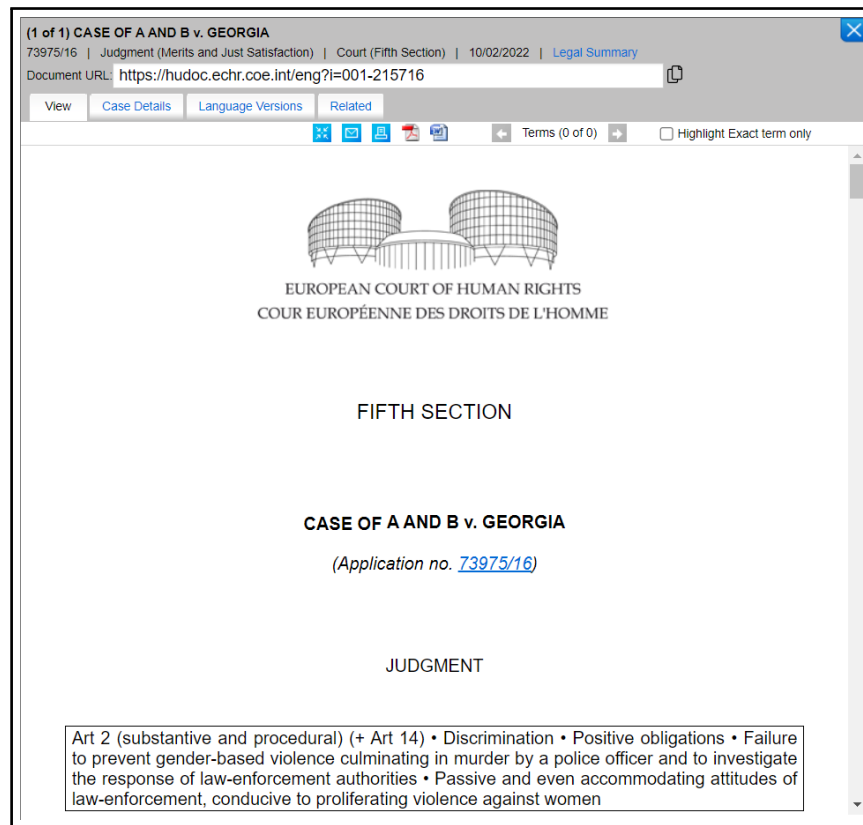 (1 of 1) CASE OF A AND B v. GEORGIA
73975/16 | Judgment (Merits and Just Satisfaction) | Court (Fifth Section) | 10/02/2022 | Legal Summary
Document URL: https://hudoc.echr.coe.int/eng?i=001-215716
View Case Details Language Versions Related
Terms (0 of 0) Highlight Exact term only
EUROPEAN COURT OF HUMAN RIGHTS
COUR EUROPÉENNE DES DROITS DE L'HOMME
FIFTH SECTION
CASE OF A AND B v. GEORGIA
(Application no. 73975/16)
JUDGMENT
Art 2 (substantive and procedural) (+ Art 14) • Discrimination • Positive obligations • Failure
to prevent gender-based violence culminating in murder by a police officer and to investigate
the response of law-enforcement authorities • Passive and even accommodating attitudes of
law-enforcement, conducive to proliferating violence against women